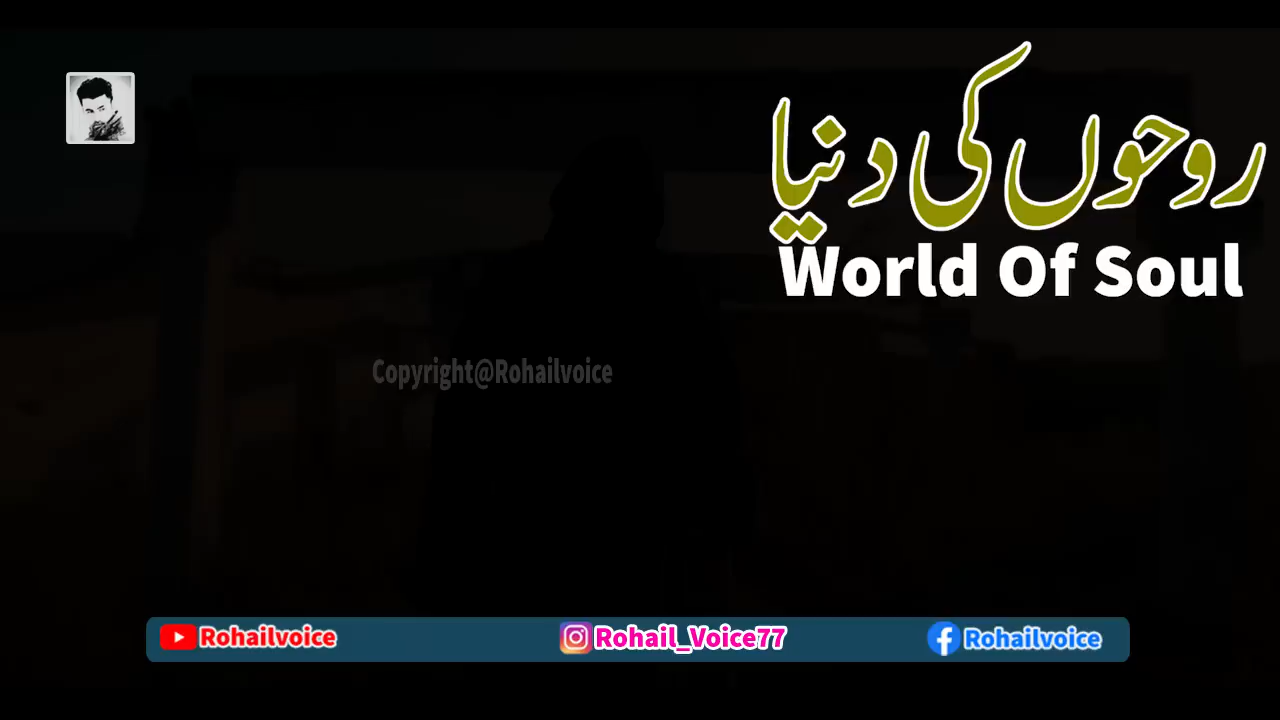 روحوں کی دنیا
World Of Soul
Copyright@Rohailvoice
Rohailvoice
Rohail_Voice77
Rohailvoice